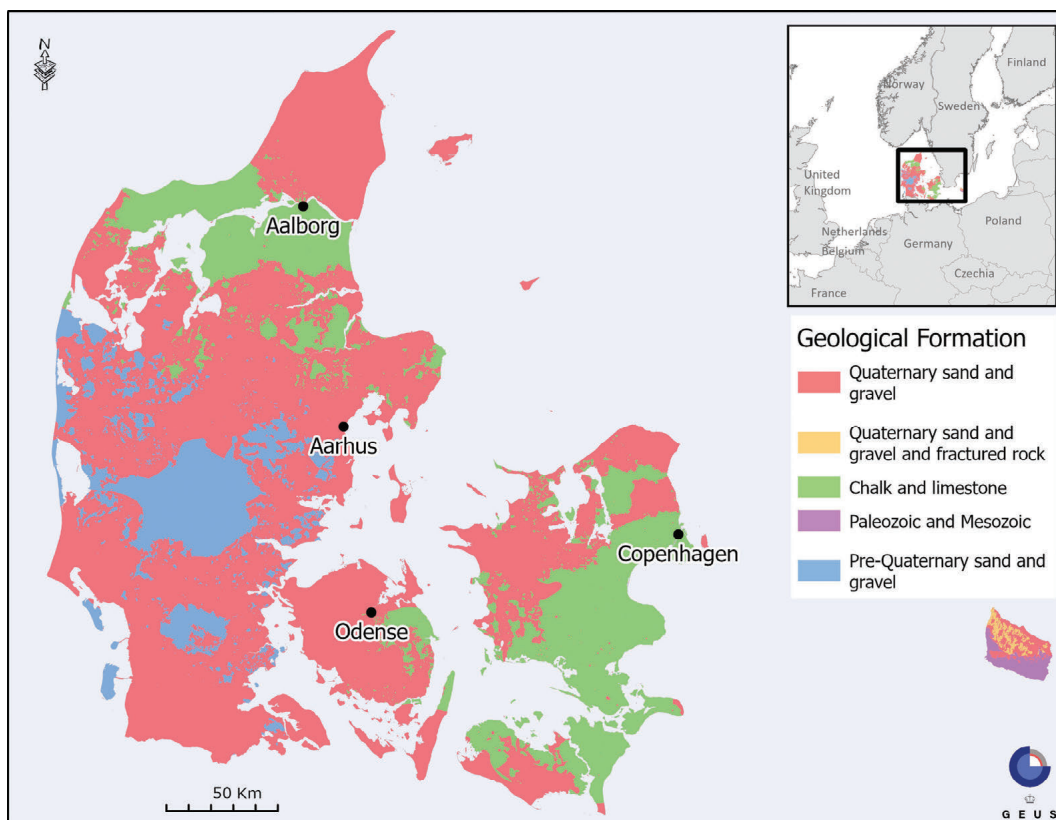 N
Aalborg
Aarhus
Odense
Copenhagen
50 Km
Norway
Finland
Sweden
United
Kingdom
Netherlands
Belgium
Germany
Poland
Czechia
France
Geological Formation
Quaternary sand and
gravel
Quaternary sand and
gravel and fractured rock
Chalk and limestone
Paleozoic and Mesozoic
Pre-Quaternary sand and
gravel
G E U S